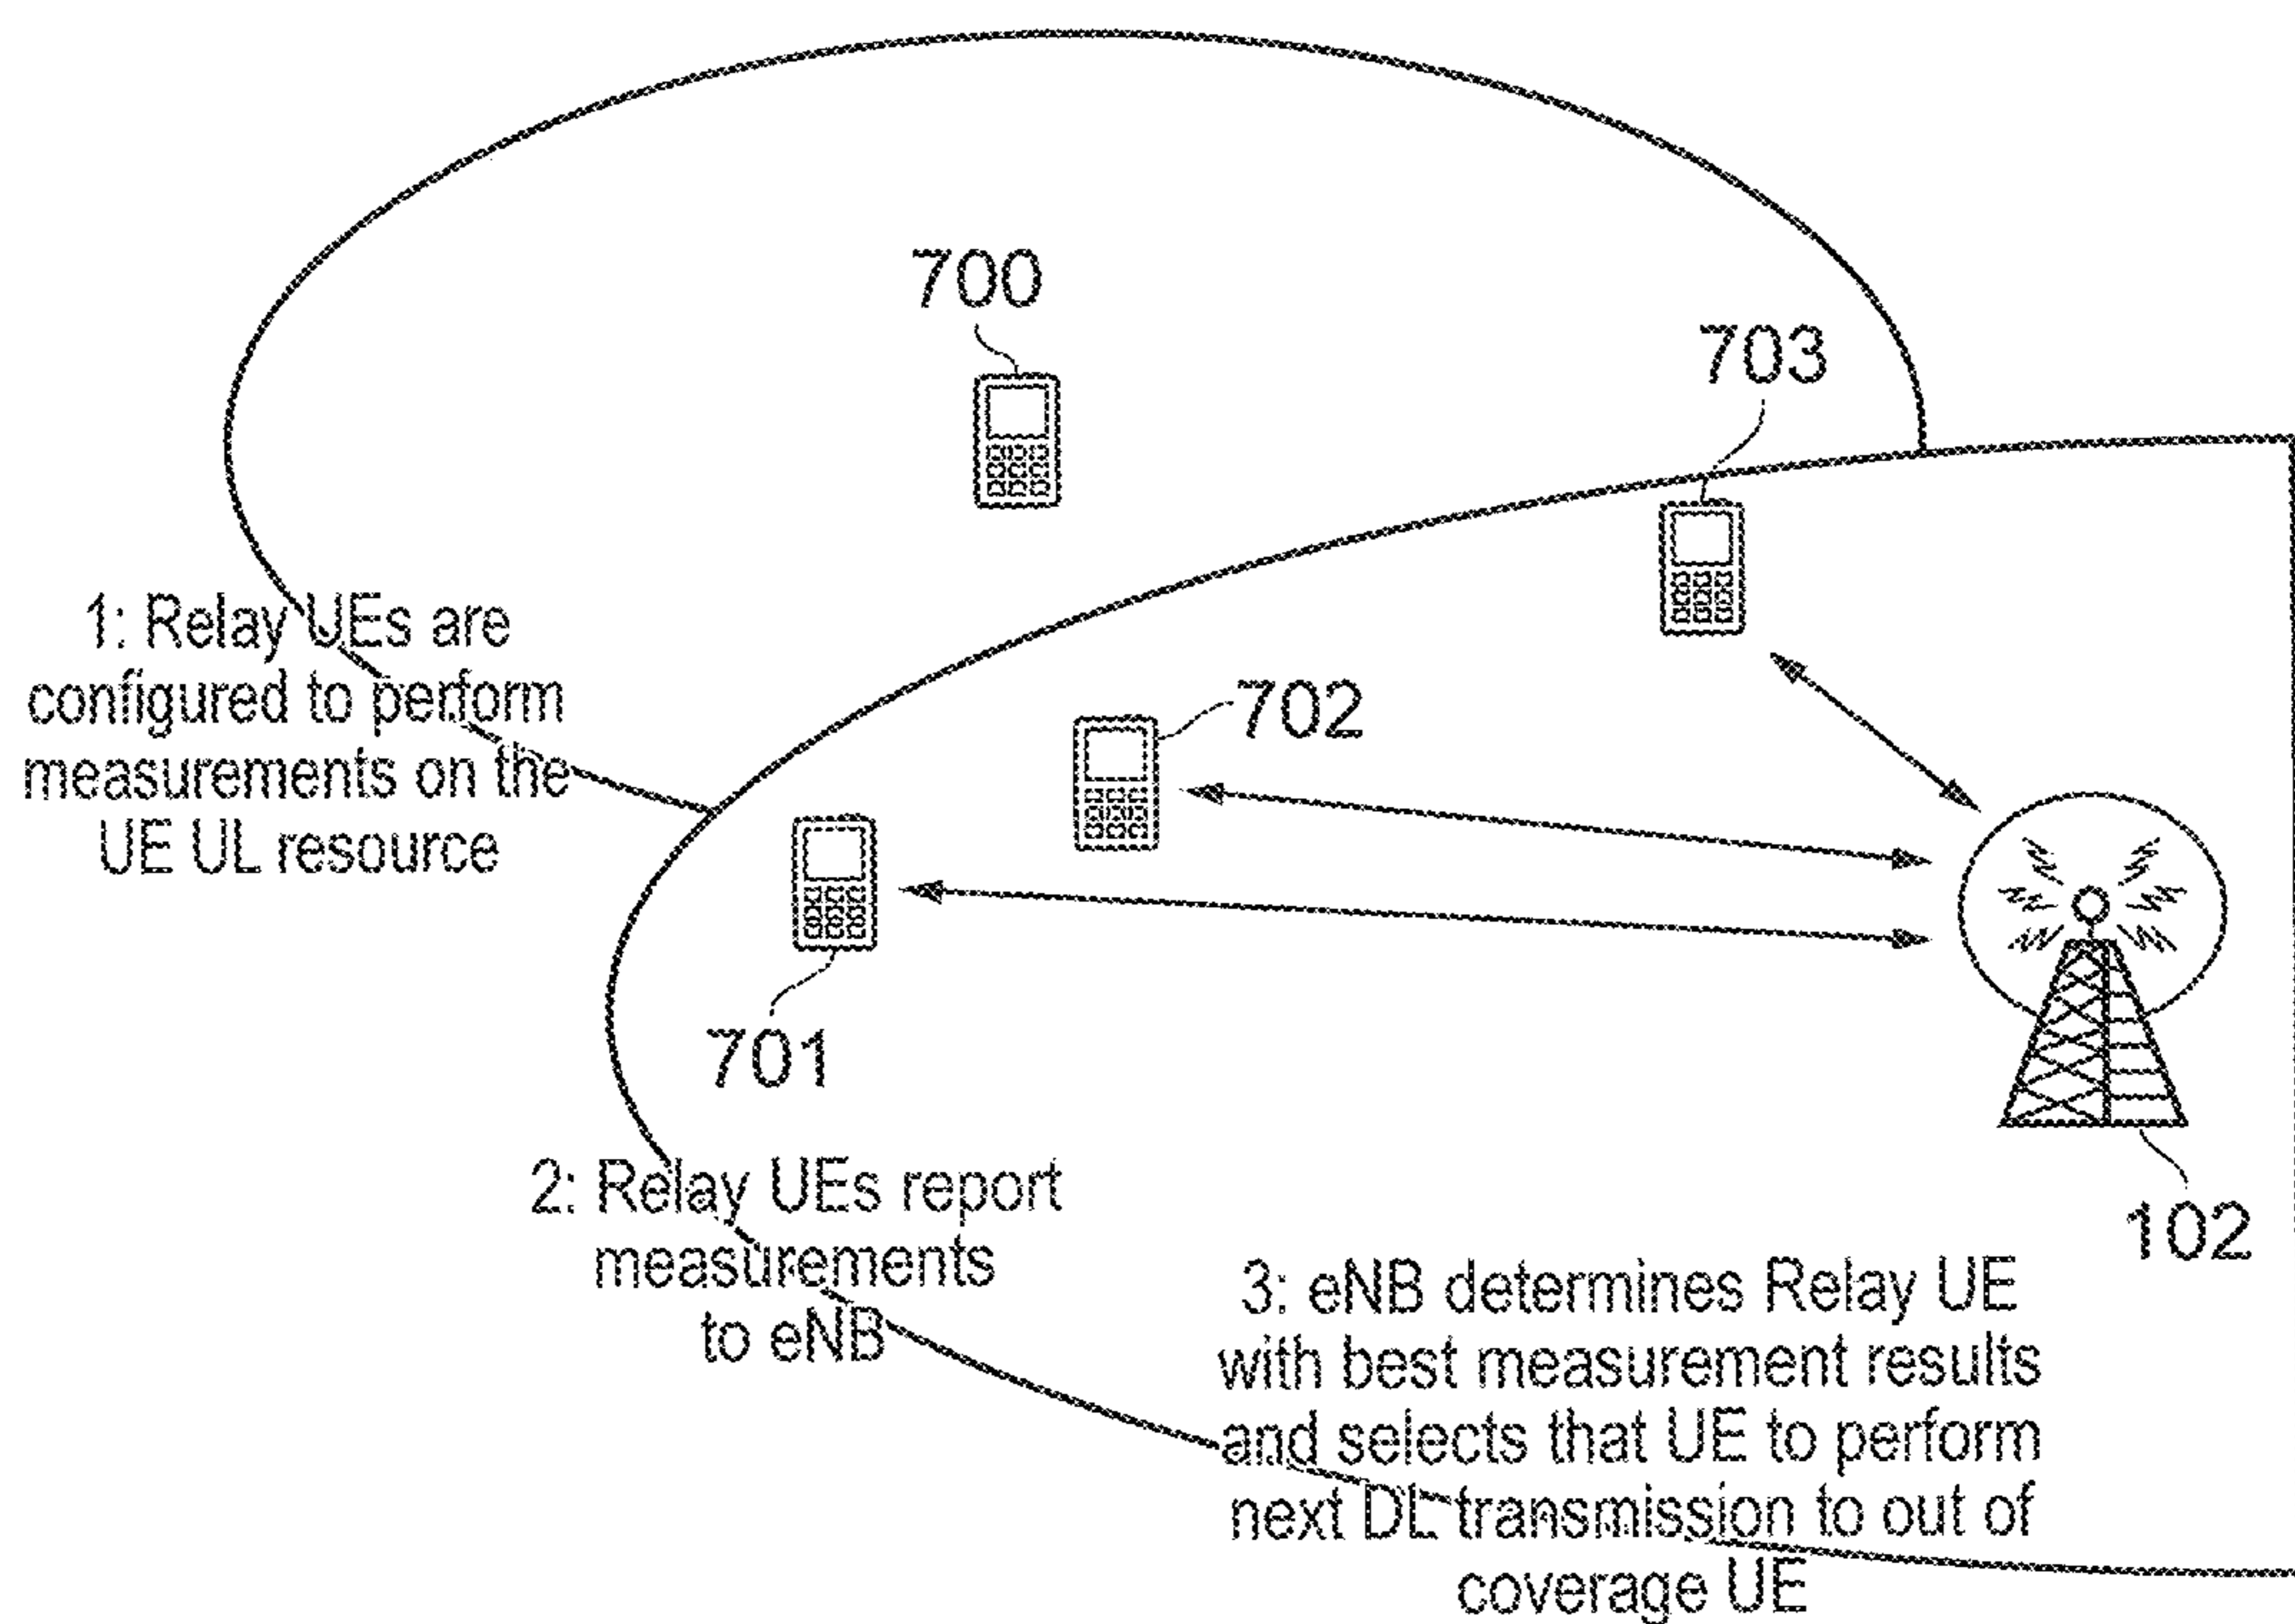 700
703
1: Relay UEs are
configured to perform
measurements on the
UE UL resource
702
701
2: Relay UEs report
measurements
to eNB
102
3: eNB determines Relay UE
with best measurement results
and selects that UE to perform
next DL transmission to out of
coverage UE